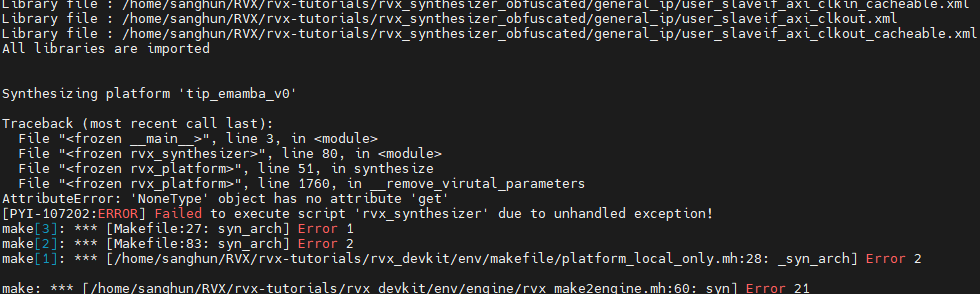 Library file : /home/sanghun/RVX/rvx-tutorials/rvx_synthesizer_obfuscated/general_ip/user_slaveif_axi_clkin_cacheable.xml
Library file : /home/sanghun/RVX/rvx-tutorials/rvx_synthesizer_obfuscated/general_ip/user_slaveif_axi_clkout.xml
Library file : /home/sanghun/RVX/rvx-tutorials/rvx_synthesizer_obfuscated/general_ip/user_slaveif_axi_clkout_cacheable.xml
All libraries are imported
Synthesizing platform 'tip_emamba_v0'
Traceback (most recent call last):
  File "<frozen __main__>", line 3, in <module>
  File "<frozen rvx_synthesizer>", line 80, in <module>
  File "<frozen rvx_platform>", line 51, in synthesize
  File "<frozen rvx_platform>", line 1760, in __remove_virutal_parameters
AttributeError: 'NoneType' object has no attribute 'get'
[PYI-107202:ERROR] Failed to execute script 'rvx_synthesizer' due to unhandled exception!
make[3]: *** [Makefile:27: syn_arch] Error 1
make[2]: *** [Makefile:83: syn_arch] Error 2
make[1]: *** [/home/sanghun/RVX/rvx-tutorials/rvx_devkit/env/makefile/platform_local_only.mh:28: _syn_arch] Error 2
make: *** [/home/sanghun/RVX/rvx-tutorials/rvx_devkit/env/engine/rvx_make2engine.mh:60: syn] Error 21